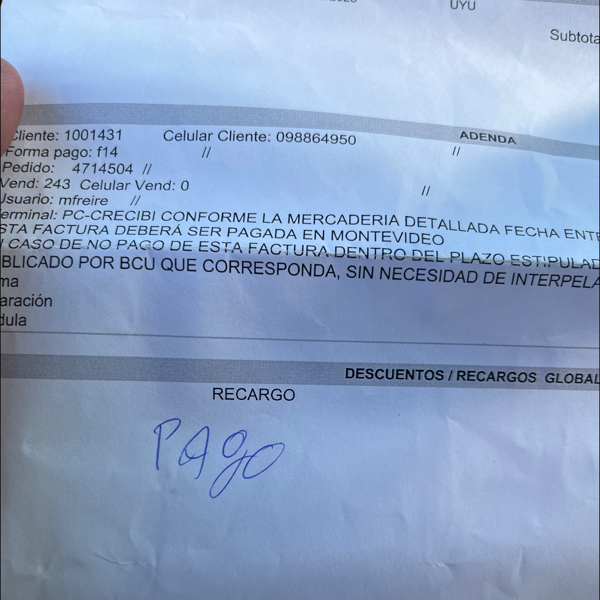 UYU
Subtota
ADENDA
Cliente: 1001431 Celular Cliente: 098864950
Forma pago: f14 // //
Pedido: 4714504 //
Vend: 243 Celular Vend: 0 //
Usuario: mfreire //
erminal: PC-CRECIBI CONFORME LA MERCADERIA DETALLADA FECHA ENTE
STA FACTURA DEBERÁ SER PAGADA EN MONTEVIDEO
N CASO DE NO PAGO DE ESTA FACTURA DENTRO DEL PLAZO ESTIPULAD
BLICADO POR BCU QUE CORRESPONDA, SIN NECESIDAD DE INTERPELA
ma
aración
dula
DESCUENTOS / RECARGOS GLOBAL
RECARGO
PAgo